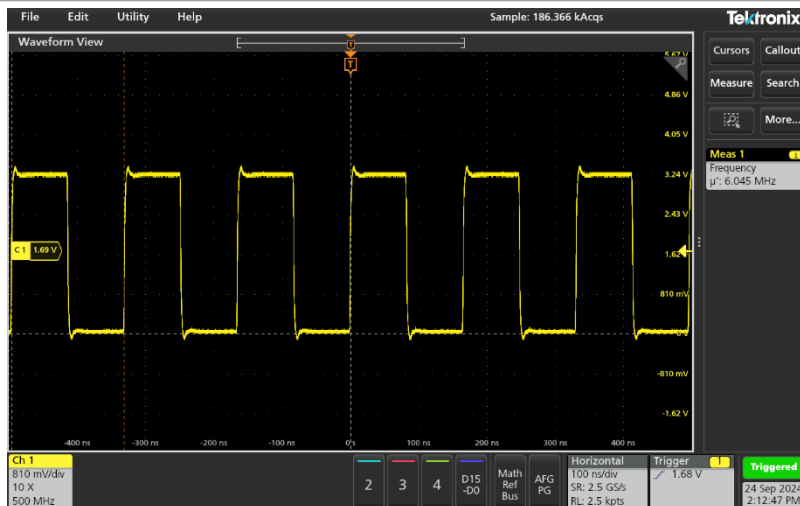 File Edit Utility Help Sample: 186.366 kAcqs Tektronix
Waveform View
T
T
5.67 V
4.86 V
4.05 V
3.24 V
2.43 V
1.62
810 mV
0 V
-810 mV
-1.62 V
C 1 1.69 V
-400 ns -300 ns -200 ns -100 ns 0 s 100 ns 200 ns 300 ns 400 ns
Cursors Callout
Measure Search
More...
Meas 1 1
Frequency
µ': 6.045 MHz
Ch 1
810 mV/div
10 X
500 MHz
2 3 4
D15
-D0
Math
Ref
Bus
AFG
PG
Horizontal
100 ns/div
SR: 2.5 GS/s
RL: 2.5 kpts
Trigger 1
1.68 V
Triggered
24 Sep 2024
2:12:47 PM